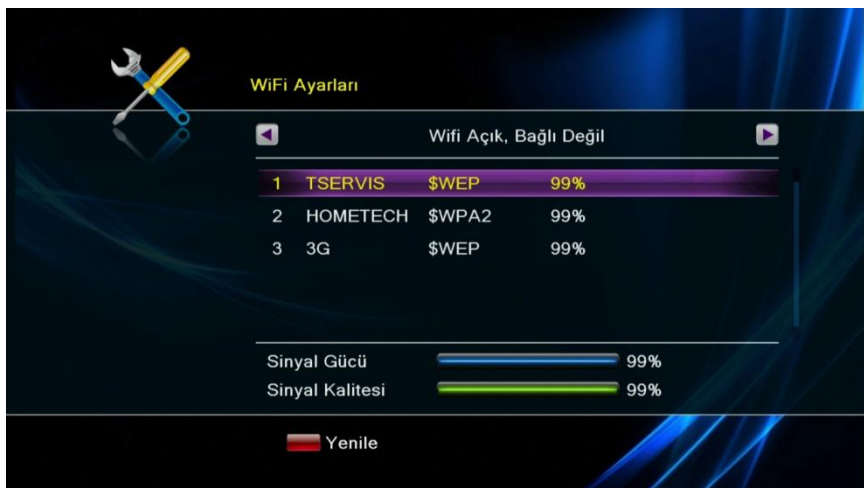 WiFi Ayarları
Wifi Açık, Bağlı Değil
1 TSERVIS $WEP 99%
2 HOMETECH $WPA2 99%
3 3G $WEP 99%
Sinyal Gücü 99%
Sinyal Kalitesi 99%
Yenile